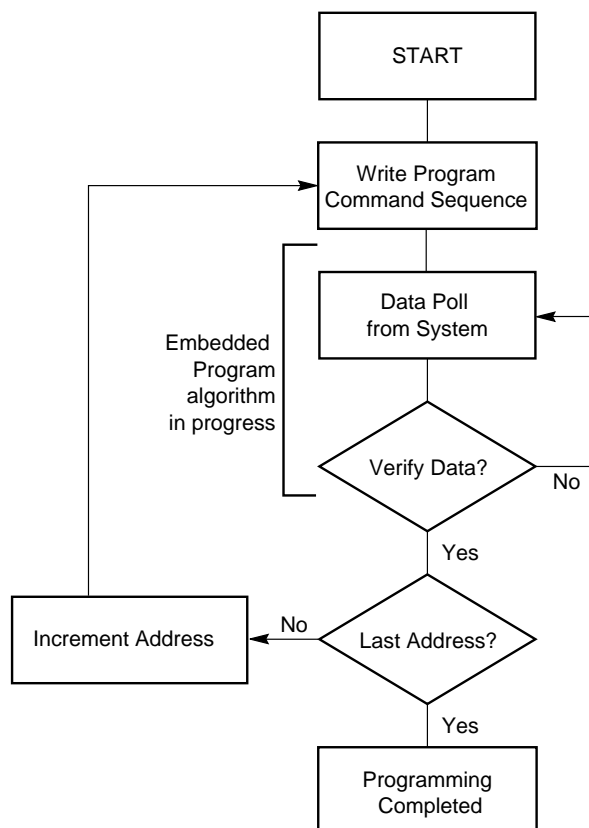 START
Write Program
Command Sequence
Data Poll
from System
Embedded
Program
algorithm
in progress
Verify Data?
No
Yes
Last Address?
No
Increment Address
Yes
Programming
Completed